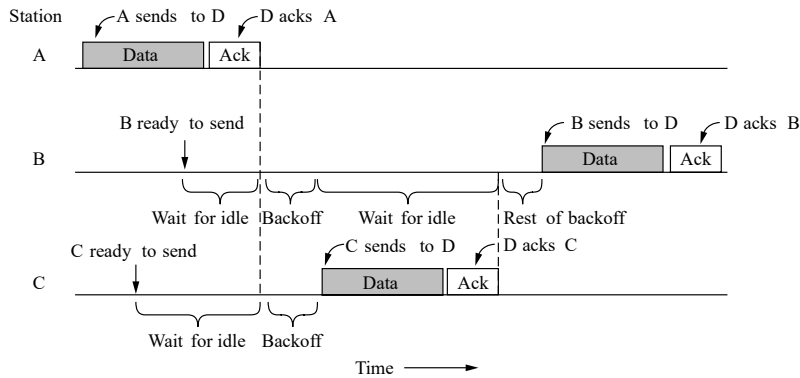 Station
A sends to D
D acks A
A
Data
Ack
B ready to send
B sends to D
D acks B
B
Data
Ack
Wait for idle
Backoff
Wait for idle
Rest of backoff
C ready to send
C sends to D
D acks C
C
Data
Ack
Wait for idle
Backoff
Time